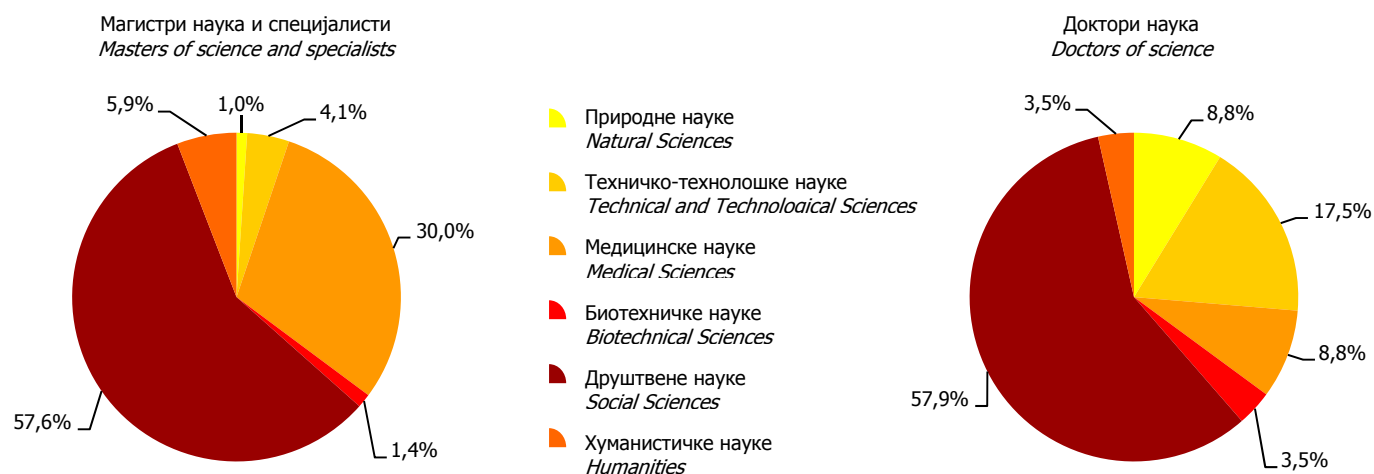 Магистри наука и специјалисти
Masters of science and specialists
5,9%
1,0%
4,1%
30,0%
57,6%
1,4%
Природне науке
Natural Sciences
Техничко-технолошке науке
Technical and Technological Sciences
Медицинске науке
Medical Sciences
Биотехничке науке
Biotechnical Sciences
Друштвене науке
Social Sciences
Хуманистичке науке
Humanities
Доктори наука
Doctors of science
3,5%
8,8%
17,5%
8,8%
57,9%
3,5%